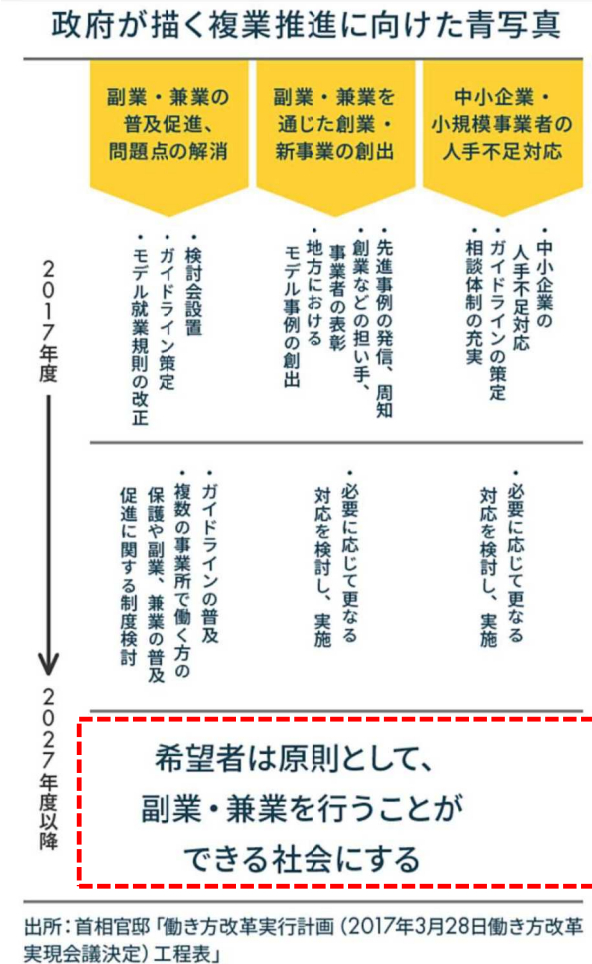 政府が描く複業推進に向けた青写真
副業・兼業の
普及促進、
問題点の解消
副業・兼業を
通じた創業・
新事業の創出
中小企業・
小規模事業者の
人手不足対応
2017年度
・検討会設置
・ガイドライン策定
・モデル就業規則の改正
・先進事例の発信、周知
・創業などの担い手、
事業者の表彰
・地方における
モデル事例の創出
・中小企業の
人手不足対応
・ガイドラインの策定
・相談体制の充実
・ガイドラインの普及
・複数の事業所で働く方の
保護や副業、兼業の普及
促進に関する制度検討
・必要に応じて更なる
対応を検討し、実施
・必要に応じて更なる
対応を検討し、実施
2027年度以降
希望者は原則として、
副業・兼業を行うことが
できる社会にする
出所：首相官邸「働き方改革実行計画（2017年3月28日働き方改革
実現会議決定）工程表」